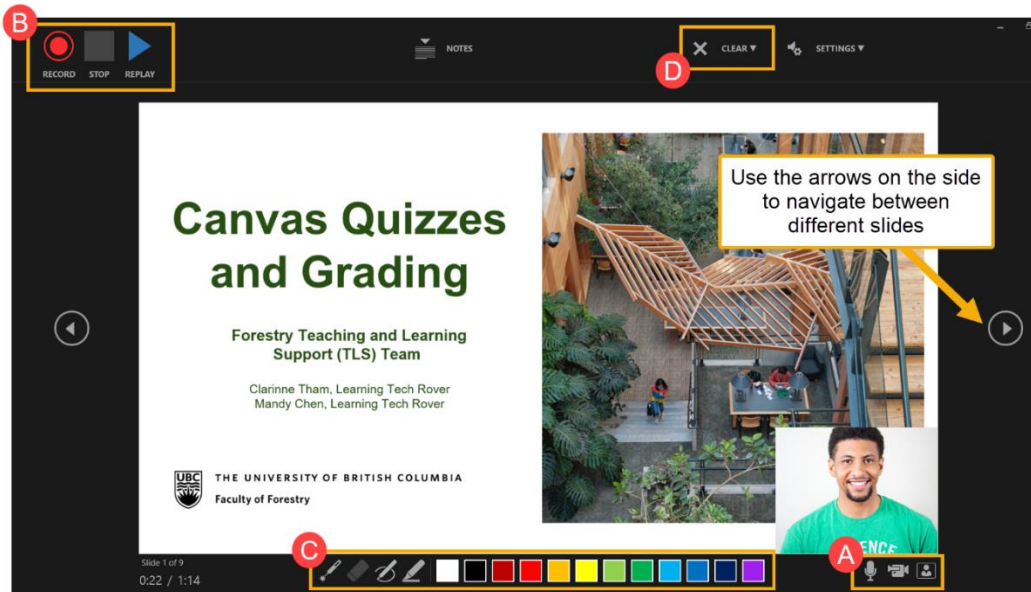 B
RECORD STOP REPLAY
NOTES
CLEAR ▼
SETTINGS ▼
D
Use the arrows on the side
to navigate between
different slides
Canvas Quizzes
and Grading
Forestry Teaching and Learning
Support (TLS) Team
Clarinne Tham, Learning Tech Rover
Mandy Chen, Learning Tech Rover
UBC
THE UNIVERSITY OF BRITISH COLUMBIA
Faculty of Forestry
ENCE
C
A
Slide 1 of 9
0:22 / 1:14